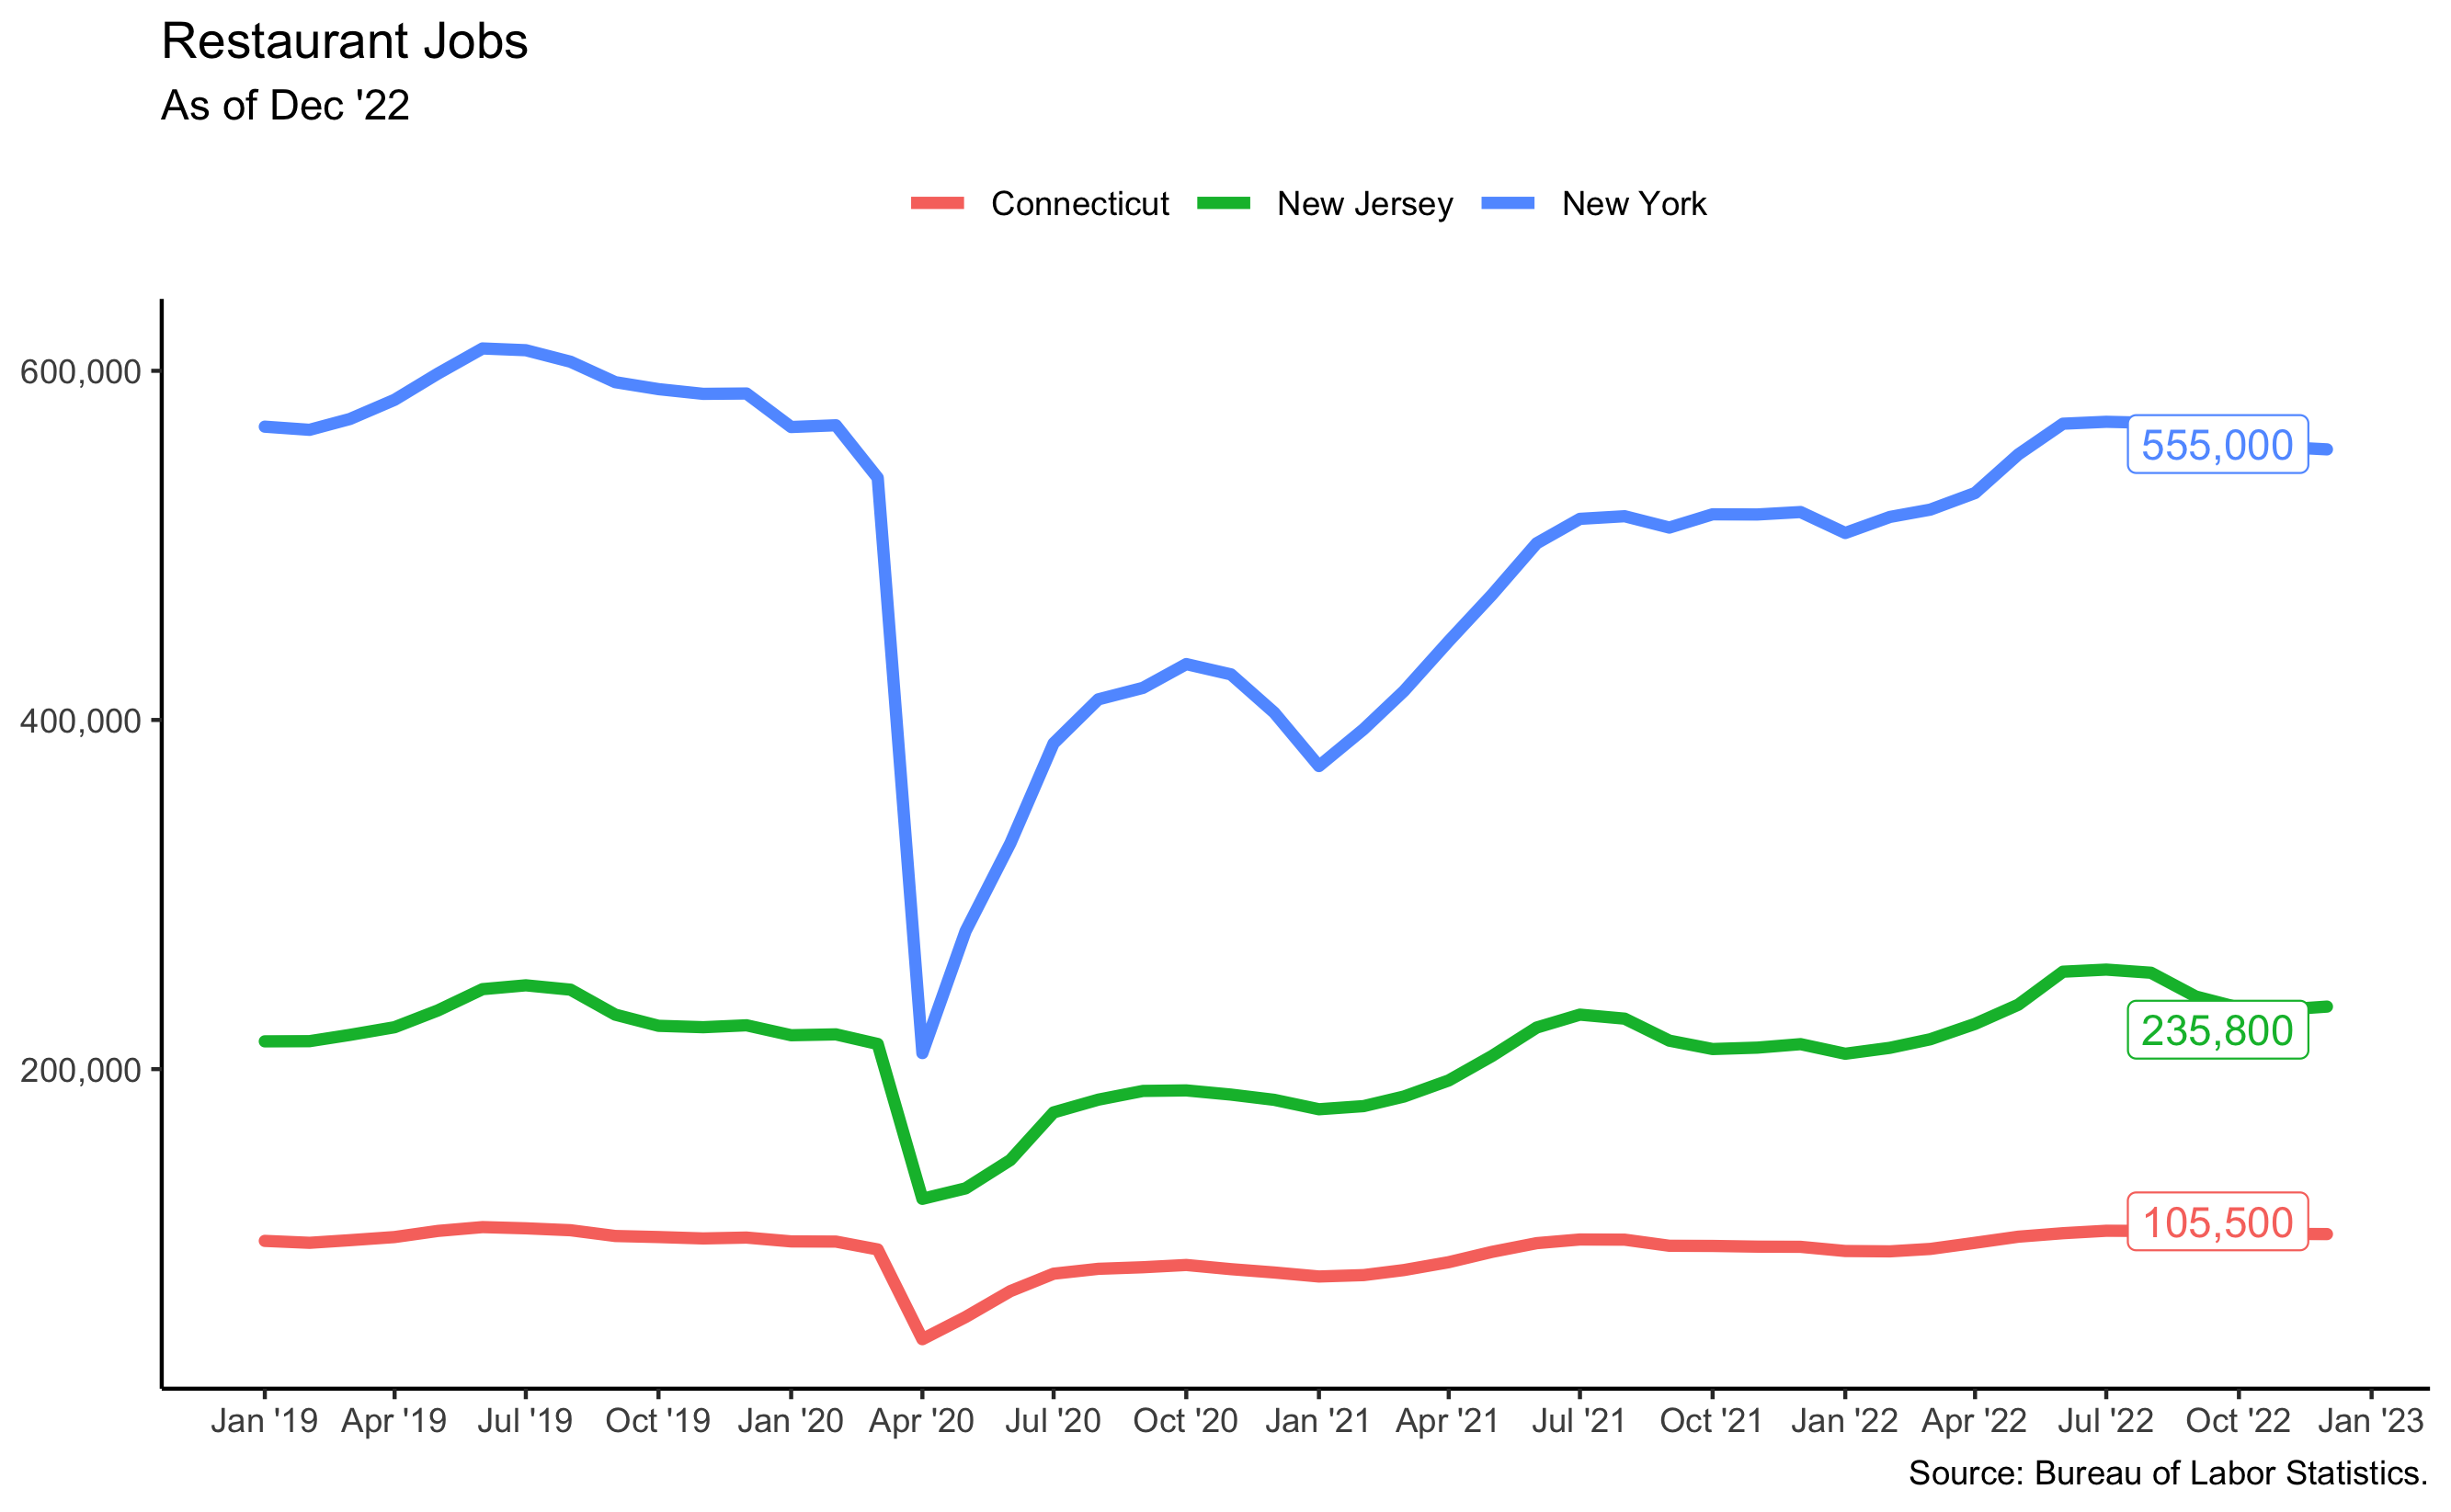 Restaurant Jobs
As of Dec '22
Connecticut New Jersey New York
600,000
400,000
200,000
555,000
235,800
105,500
Jan '19 Apr '19 Jul '19 Oct '19 Jan '20 Apr '20 Jul '20 Oct '20 Jan '21 Apr '21 Jul '21 Oct '21 Jan '22 Apr '22 Jul '22 Oct '22 Jan '23
Source: Bureau of Labor Statistics.